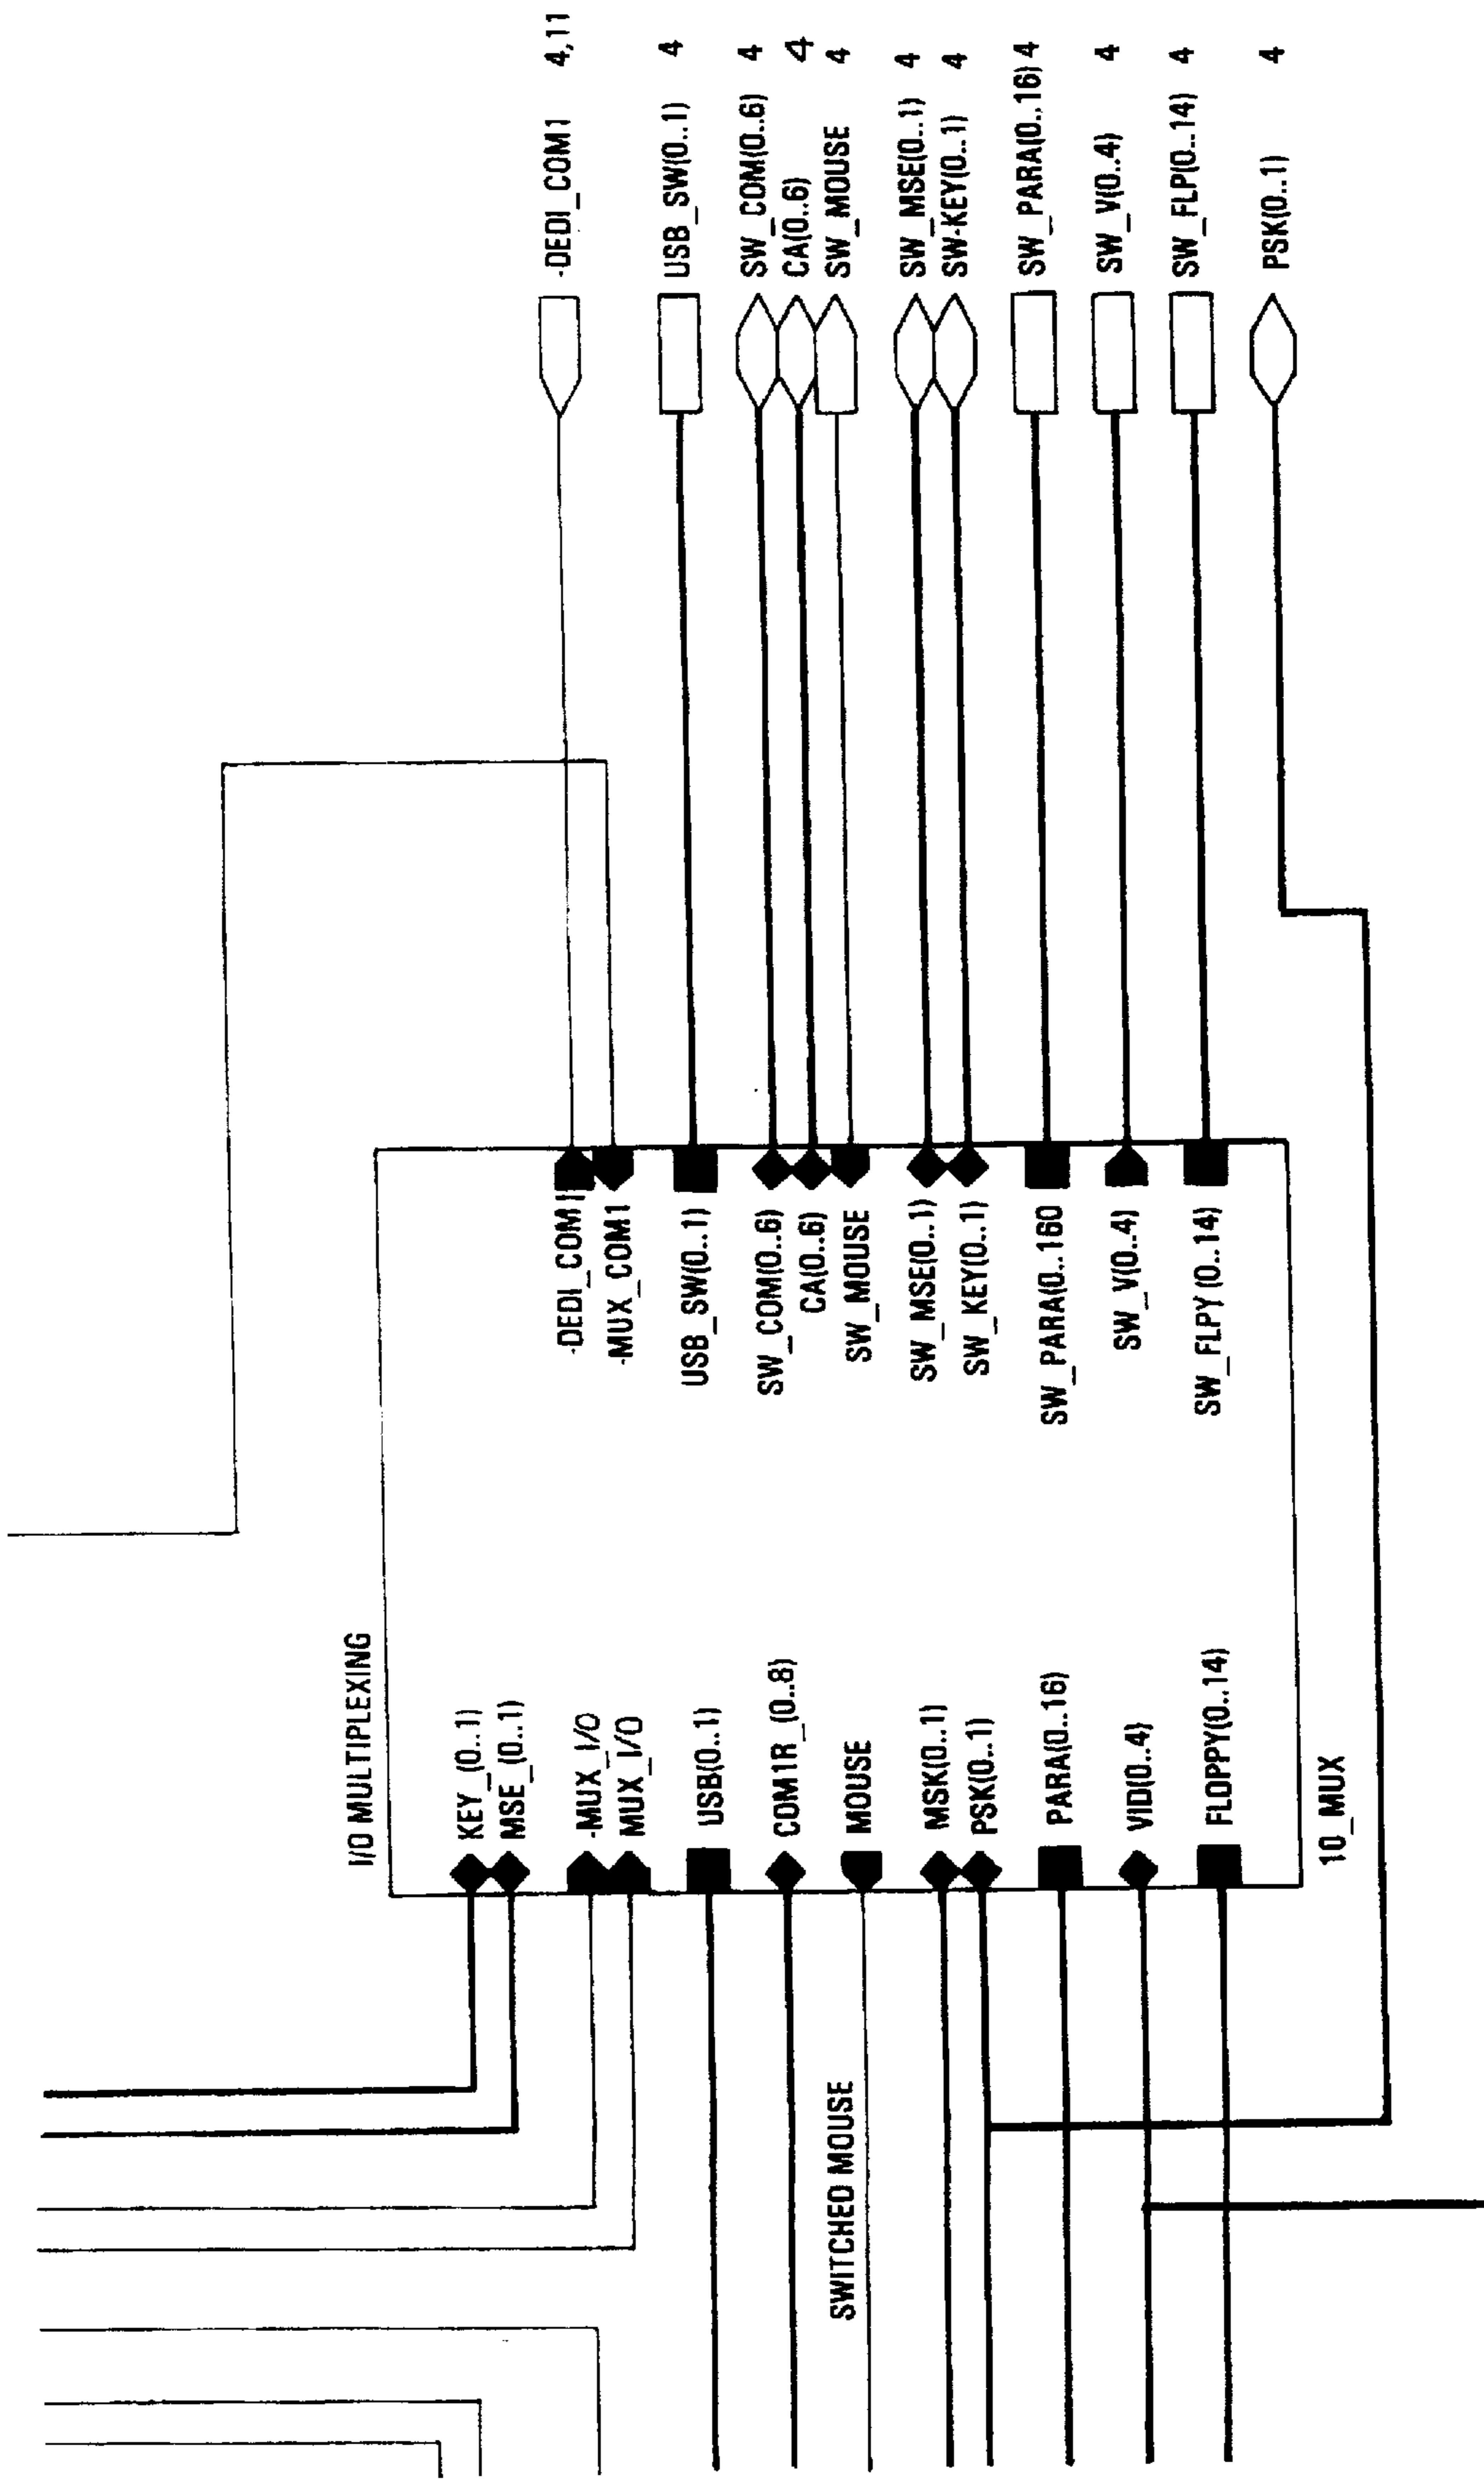 I/O MULTIPLEXING
KEY_(0..1)
MSE_(0..1)
-MUX_I/O
MUX_I/O
USB(0..1)
COM1R_(0..8)
MOUSE
MSK(0..1)
PSK(0..1)
PARA(0..16)
VID(0..4)
FLOPPY(0..14)
10_MUX
SWITCHED MOUSE
-DEDI_COM1
-MUX_COM1
USB_SW(0..1)
SW_COM(0..6)
CA(0..6)
SW_MOUSE
SW_MSE(0..1)
SW_KEY(0..1)
SW_PARA(0..160
SW_V(0..4)
SW_FLPY(0..14)
-DEDI_COM1 4,11
USB_SW(0..1) 4
SW_COM(0..6) 4
CA(0..6) 4
SW_MOUSE 4
SW_MSE(0..1) 4
SW-KEY(0..1) 4
SW_PARA(0..16) 4
SW_V(0..4) 4
SW_FLP(0..14) 4
PSK(0..1) 4